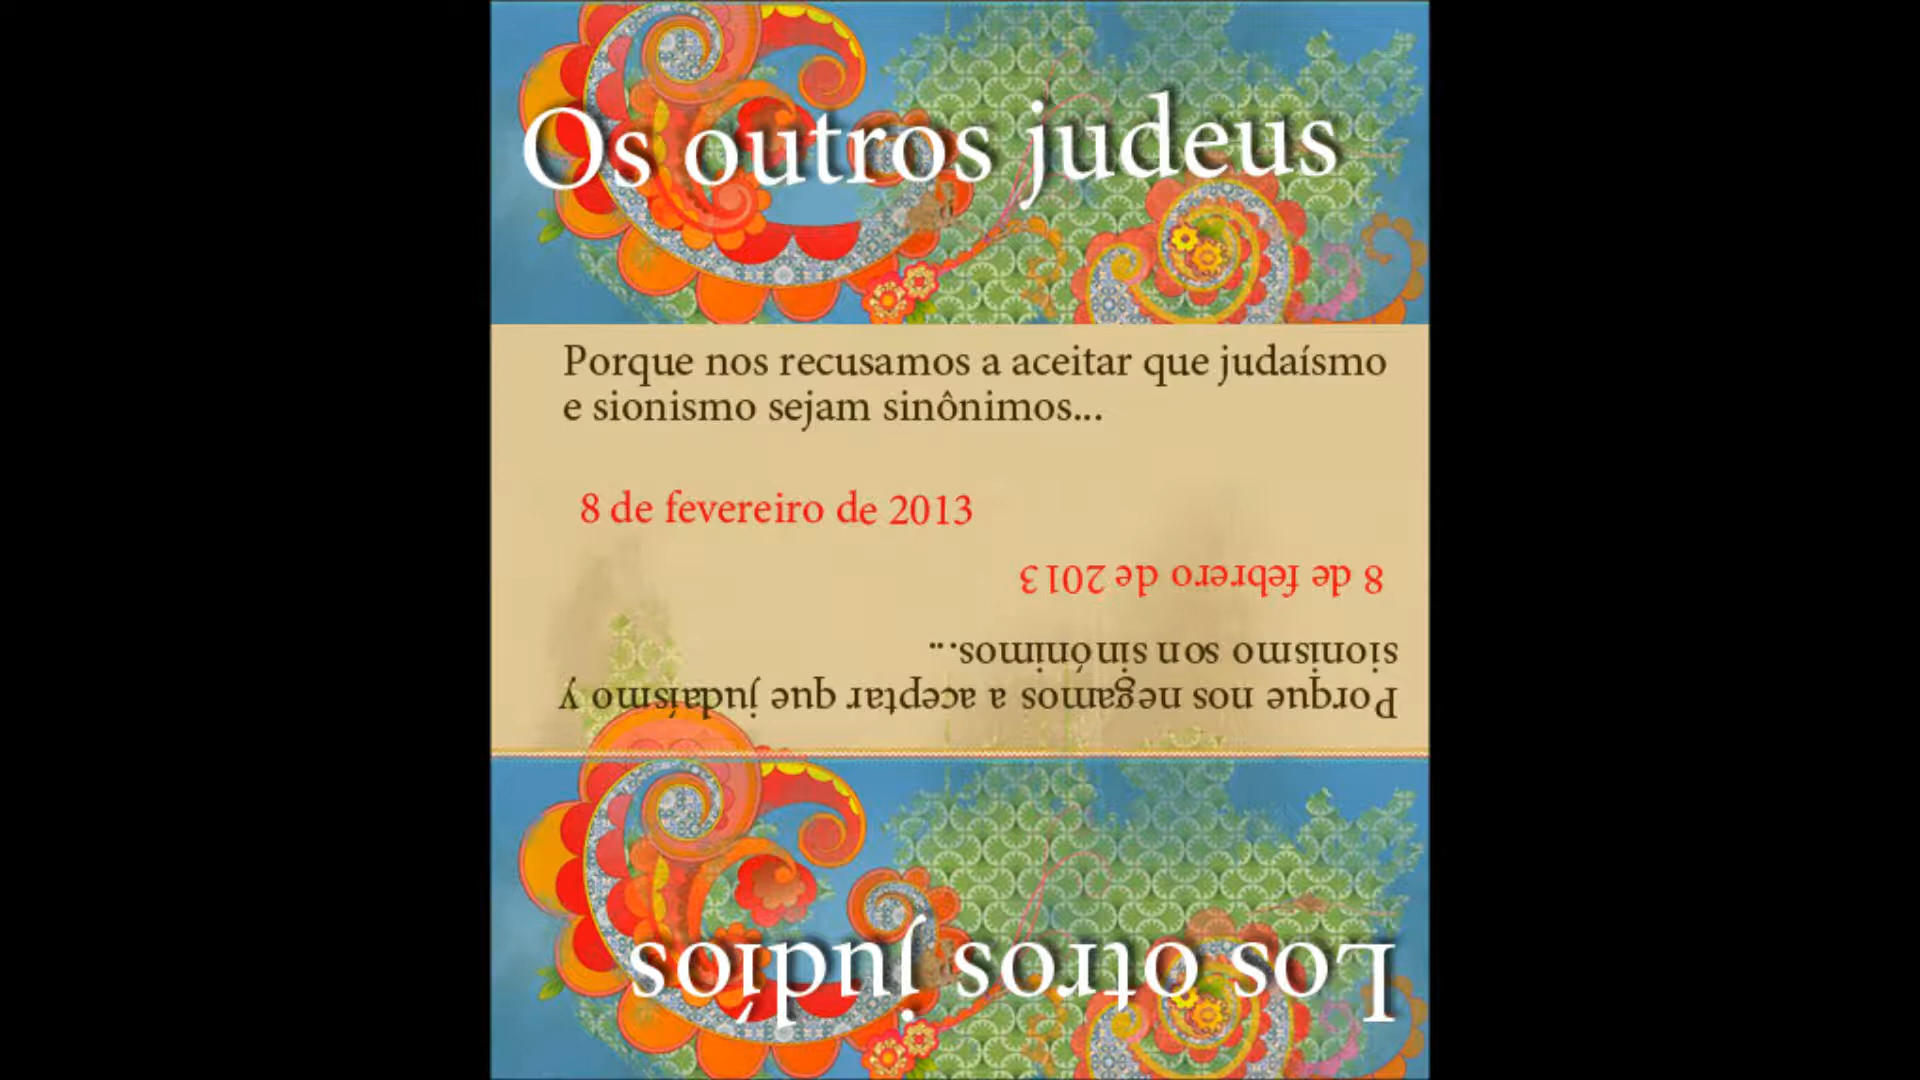 Os outros judeus
Porque nos recusamos a aceitar que judaísmo
e sionismo sejam sinônimos...
8 de fevereiro de 2013
Los otros judíos
Porque nos negamos a aceptar que judaísmo y
sionismo son sinónimos...
8 de febrero de 2013